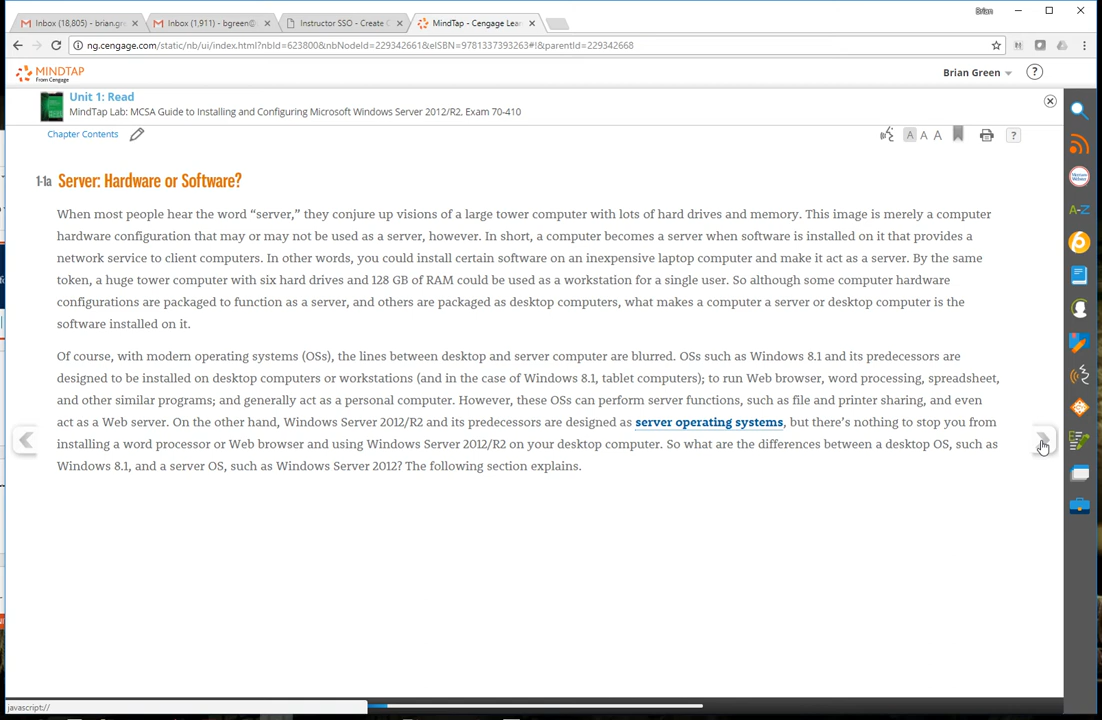 Brian
Inbox (18,805) - brian.gr
Inbox (1,911) - bgreen@
Instructor SSO - Create C
MindTap - Cengage Lear
ng.cengage.com/static/nb/ui/index.html?nbId=623800&nbNodeId=229342661&eISBN=9781337393263#!&parentId=229342668
MINDTAP
From Cengage
Brian Green
?
Unit 1: Read
MindTap Lab: MCSA Guide to Installing and Configuring Microsoft Windows Server 2012/R2, Exam 70-410
Chapter Contents
A A A
?
A-Z
1-1a Server: Hardware or Software?
When most people hear the word “server,” they conjure up visions of a large tower computer with lots of hard drives and memory. This image is merely a computer
hardware configuration that may or may not be used as a server, however. In short, a computer becomes a server when software is installed on it that provides a
network service to client computers. In other words, you could install certain software on an inexpensive laptop computer and make it act as a server. By the same
token, a huge tower computer with six hard drives and 128 GB of RAM could be used as a workstation for a single user. So although some computer hardware
configurations are packaged to function as a server, and others are packaged as desktop computers, what makes a computer a server or desktop computer is the
software installed on it.
Of course, with modern operating systems (OSs), the lines between desktop and server computer are blurred. OSs such as Windows 8.1 and its predecessors are
designed to be installed on desktop computers or workstations (and in the case of Windows 8.1, tablet computers); to run Web browser, word processing, spreadsheet,
and other similar programs; and generally act as a personal computer. However, these OSs can perform server functions, such as file and printer sharing, and even
act as a Web server. On the other hand, Windows Server 2012/R2 and its predecessors are designed as server operating systems, but there’s nothing to stop you from
installing a word processor or Web browser and using Windows Server 2012/R2 on your desktop computer. So what are the differences between a desktop OS, such as
Windows 8.1, and a server OS, such as Windows Server 2012? The following section explains.
javascript://